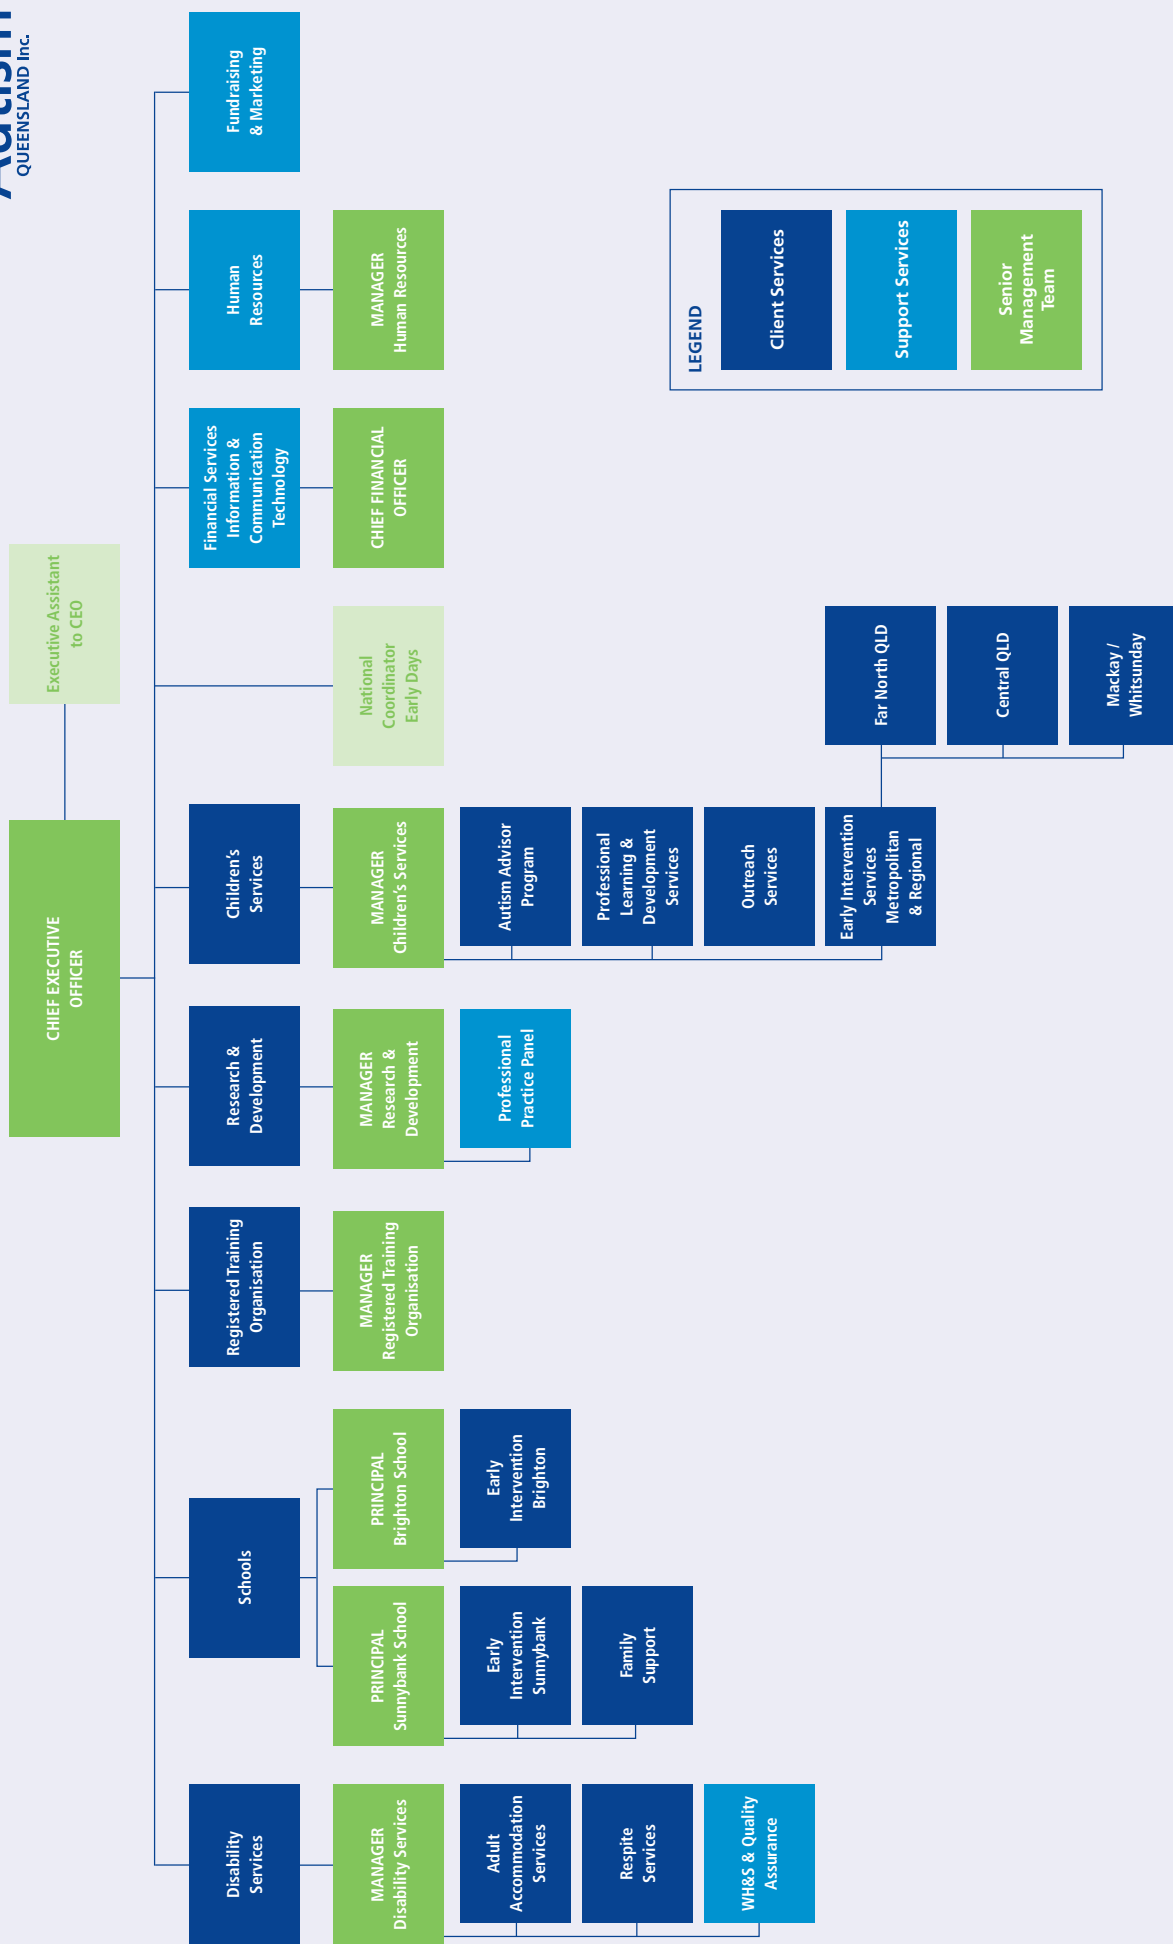 QUEENSLAND Inc.
CHIEF EXECUTIVE
OFFICER
Executive Assistant
to CEO
Disability
Services
Schools
Registered Training
Organisation
Research &
Development
Children's
Services
Financial Services
Information &
Communication
Technology
Human
Resources
Fundraising
& Marketing
MANAGER
Disability Services
PRINCIPAL
Sunnybank School
PRINCIPAL
Brighton School
MANAGER
Registered Training
Organisation
MANAGER
Research &
Development
MANAGER
Children's Services
National
Coordinator
Early Days
CHIEF FINANCIAL
OFFICER
MANAGER
Human Resources
Adult
Accommodation
Services
Early
Intervention
Sunnybank
Early
Intervention
Brighton
Professional
Practice Panel
Autism Advisor
Program
Respite
Services
Family
Support
Professional
Learning &
Development
Services
WH&S & Quality
Assurance
Outreach
Services
Early Intervention
Services
Metropolitan
& Regional
Far North QLD
Central QLD
Mackay /
Whitsunday
LEGEND
Client Services
Support Services
Senior
Management
Team